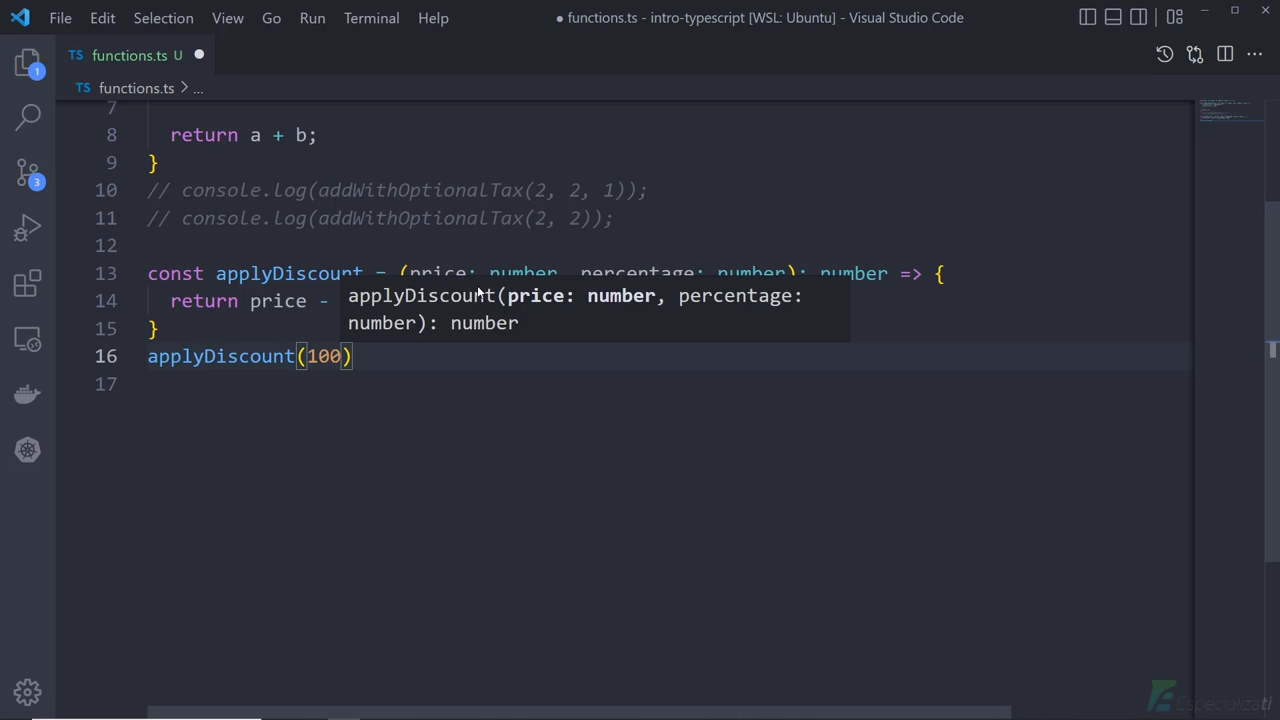 File Edit Selection View Go Run Terminal Help ● functions.ts - intro-typescript [WSL: Ubuntu] - Visual Studio Code
TS functions.ts U ●
TS functions.ts > ...
1
3
7
8 return a + b;
9 }
10 // console.log(addWithOptionalTax(2, 2, 1));
11 // console.log(addWithOptionalTax(2, 2));
12
13 const applyDiscount = (price: number, percentage: number): number => {
applyDiscount(price: number, percentage:
number): number
14 return price -
15 }
16 applyDiscount(100)
17
Especializati